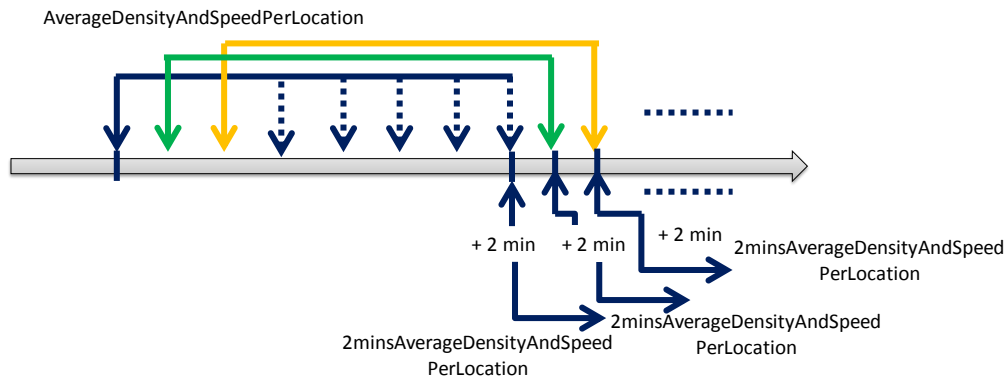 AverageDensityAndSpeedPerLocation
+ 2 min
+ 2 min
+ 2 min
2minsAverageDensityAndSpeed
PerLocation
2minsAverageDensityAndSpeed
PerLocation
2minsAverageDensityAndSpeed
PerLocation